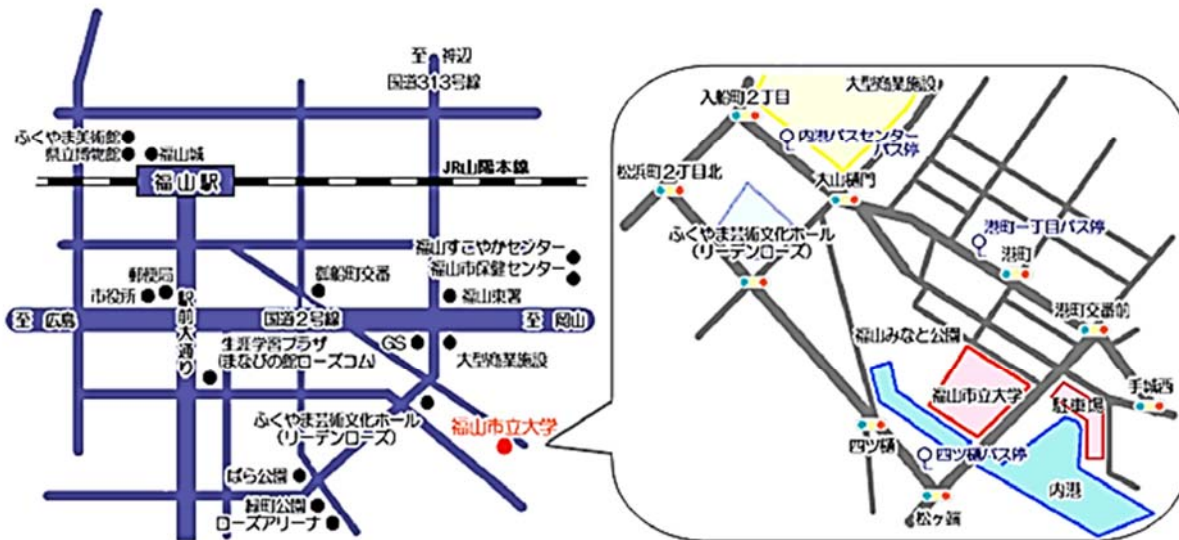 至 神辺
国道313号線
ふくやま美術館
県立博物館
福山城
福山駅
JR山陽本線
福山すこやかセンター
福山市保健センター
郵便局
市役所
御船町交番
福山東署
駅前大通り
至 広島
国道2号線
至 岡山
生涯学習プラザ
(まなびの館ローズコム)
GS
大型商業施設
ふくやま芸術文化ホール
(リーデンローズ)
福山市立大学
ばら公園
緑町公園
ローズアリーナ
入船町2丁目
大型商業施設
内港バスセンター
バス停
松浜町2丁目北
大山樋門
ふくやま芸術文化ホール
(リーデンローズ)
港町一丁目バス停
港町
港町交番前
福山みなと公園
福山市立大学
駐車場
手城西
四ツ樋
四ツ樋バス停
内港
松ヶ端